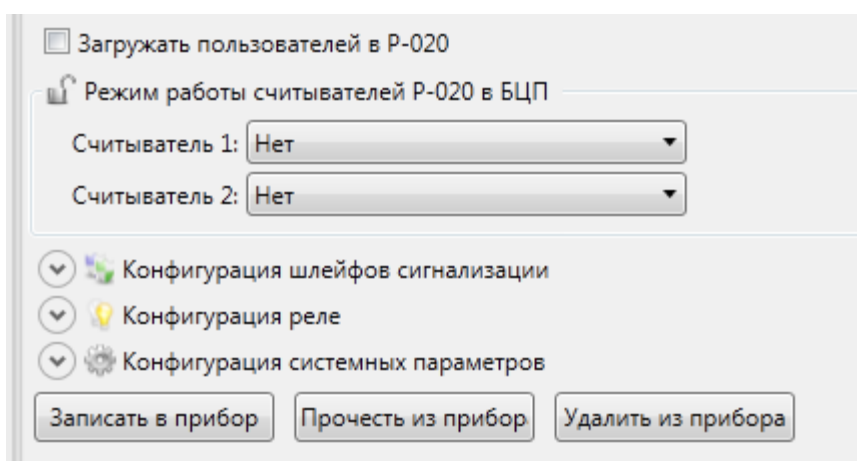 Загружать пользователей в Р-020
Режим работы считывателей Р-020 в БЦП
Считыватель 1: Нет
Считыватель 2: Нет
Конфигурация шлейфов сигнализации
Конфигурация реле
Конфигурация системных параметров
Записать в прибор Прочесть из прибор Удалить из прибора